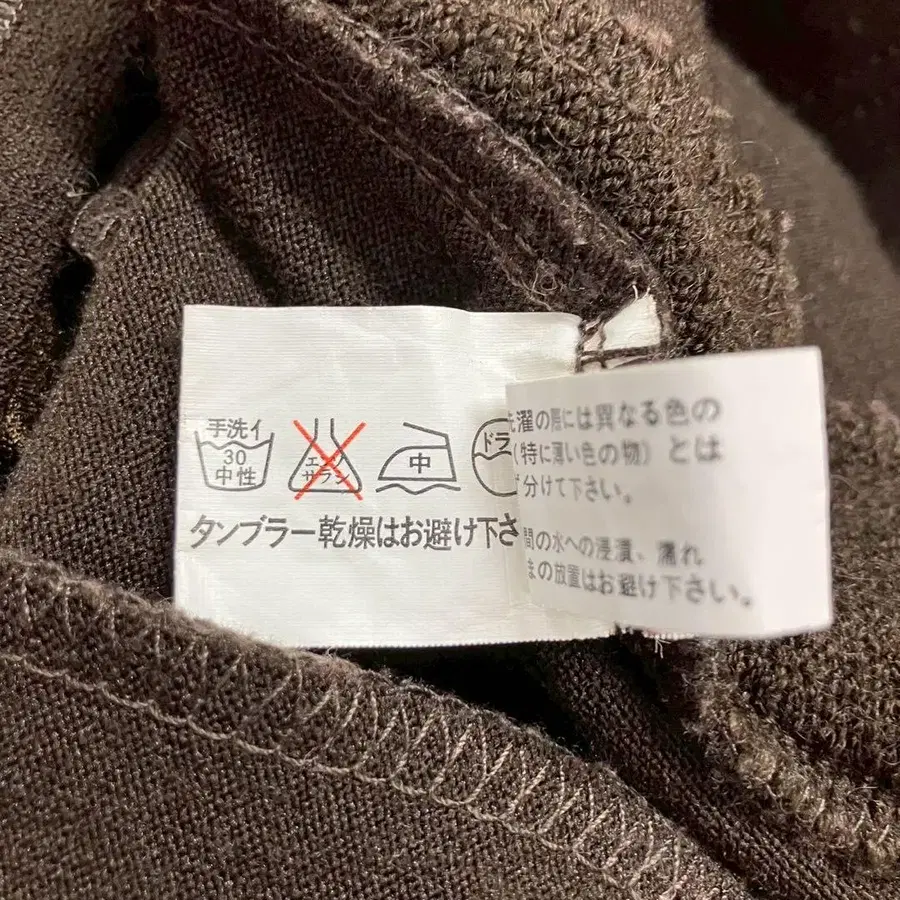 手洗イ
30
中性
エンソ
サラシ
中
ドラ
タンブラー乾燥はお避け下さ
濯の際には異なる色の
(特に薄い色の物)とは
分けて下さい。
間の水への浸漬、濡れ
まの放置はお避け下さい。